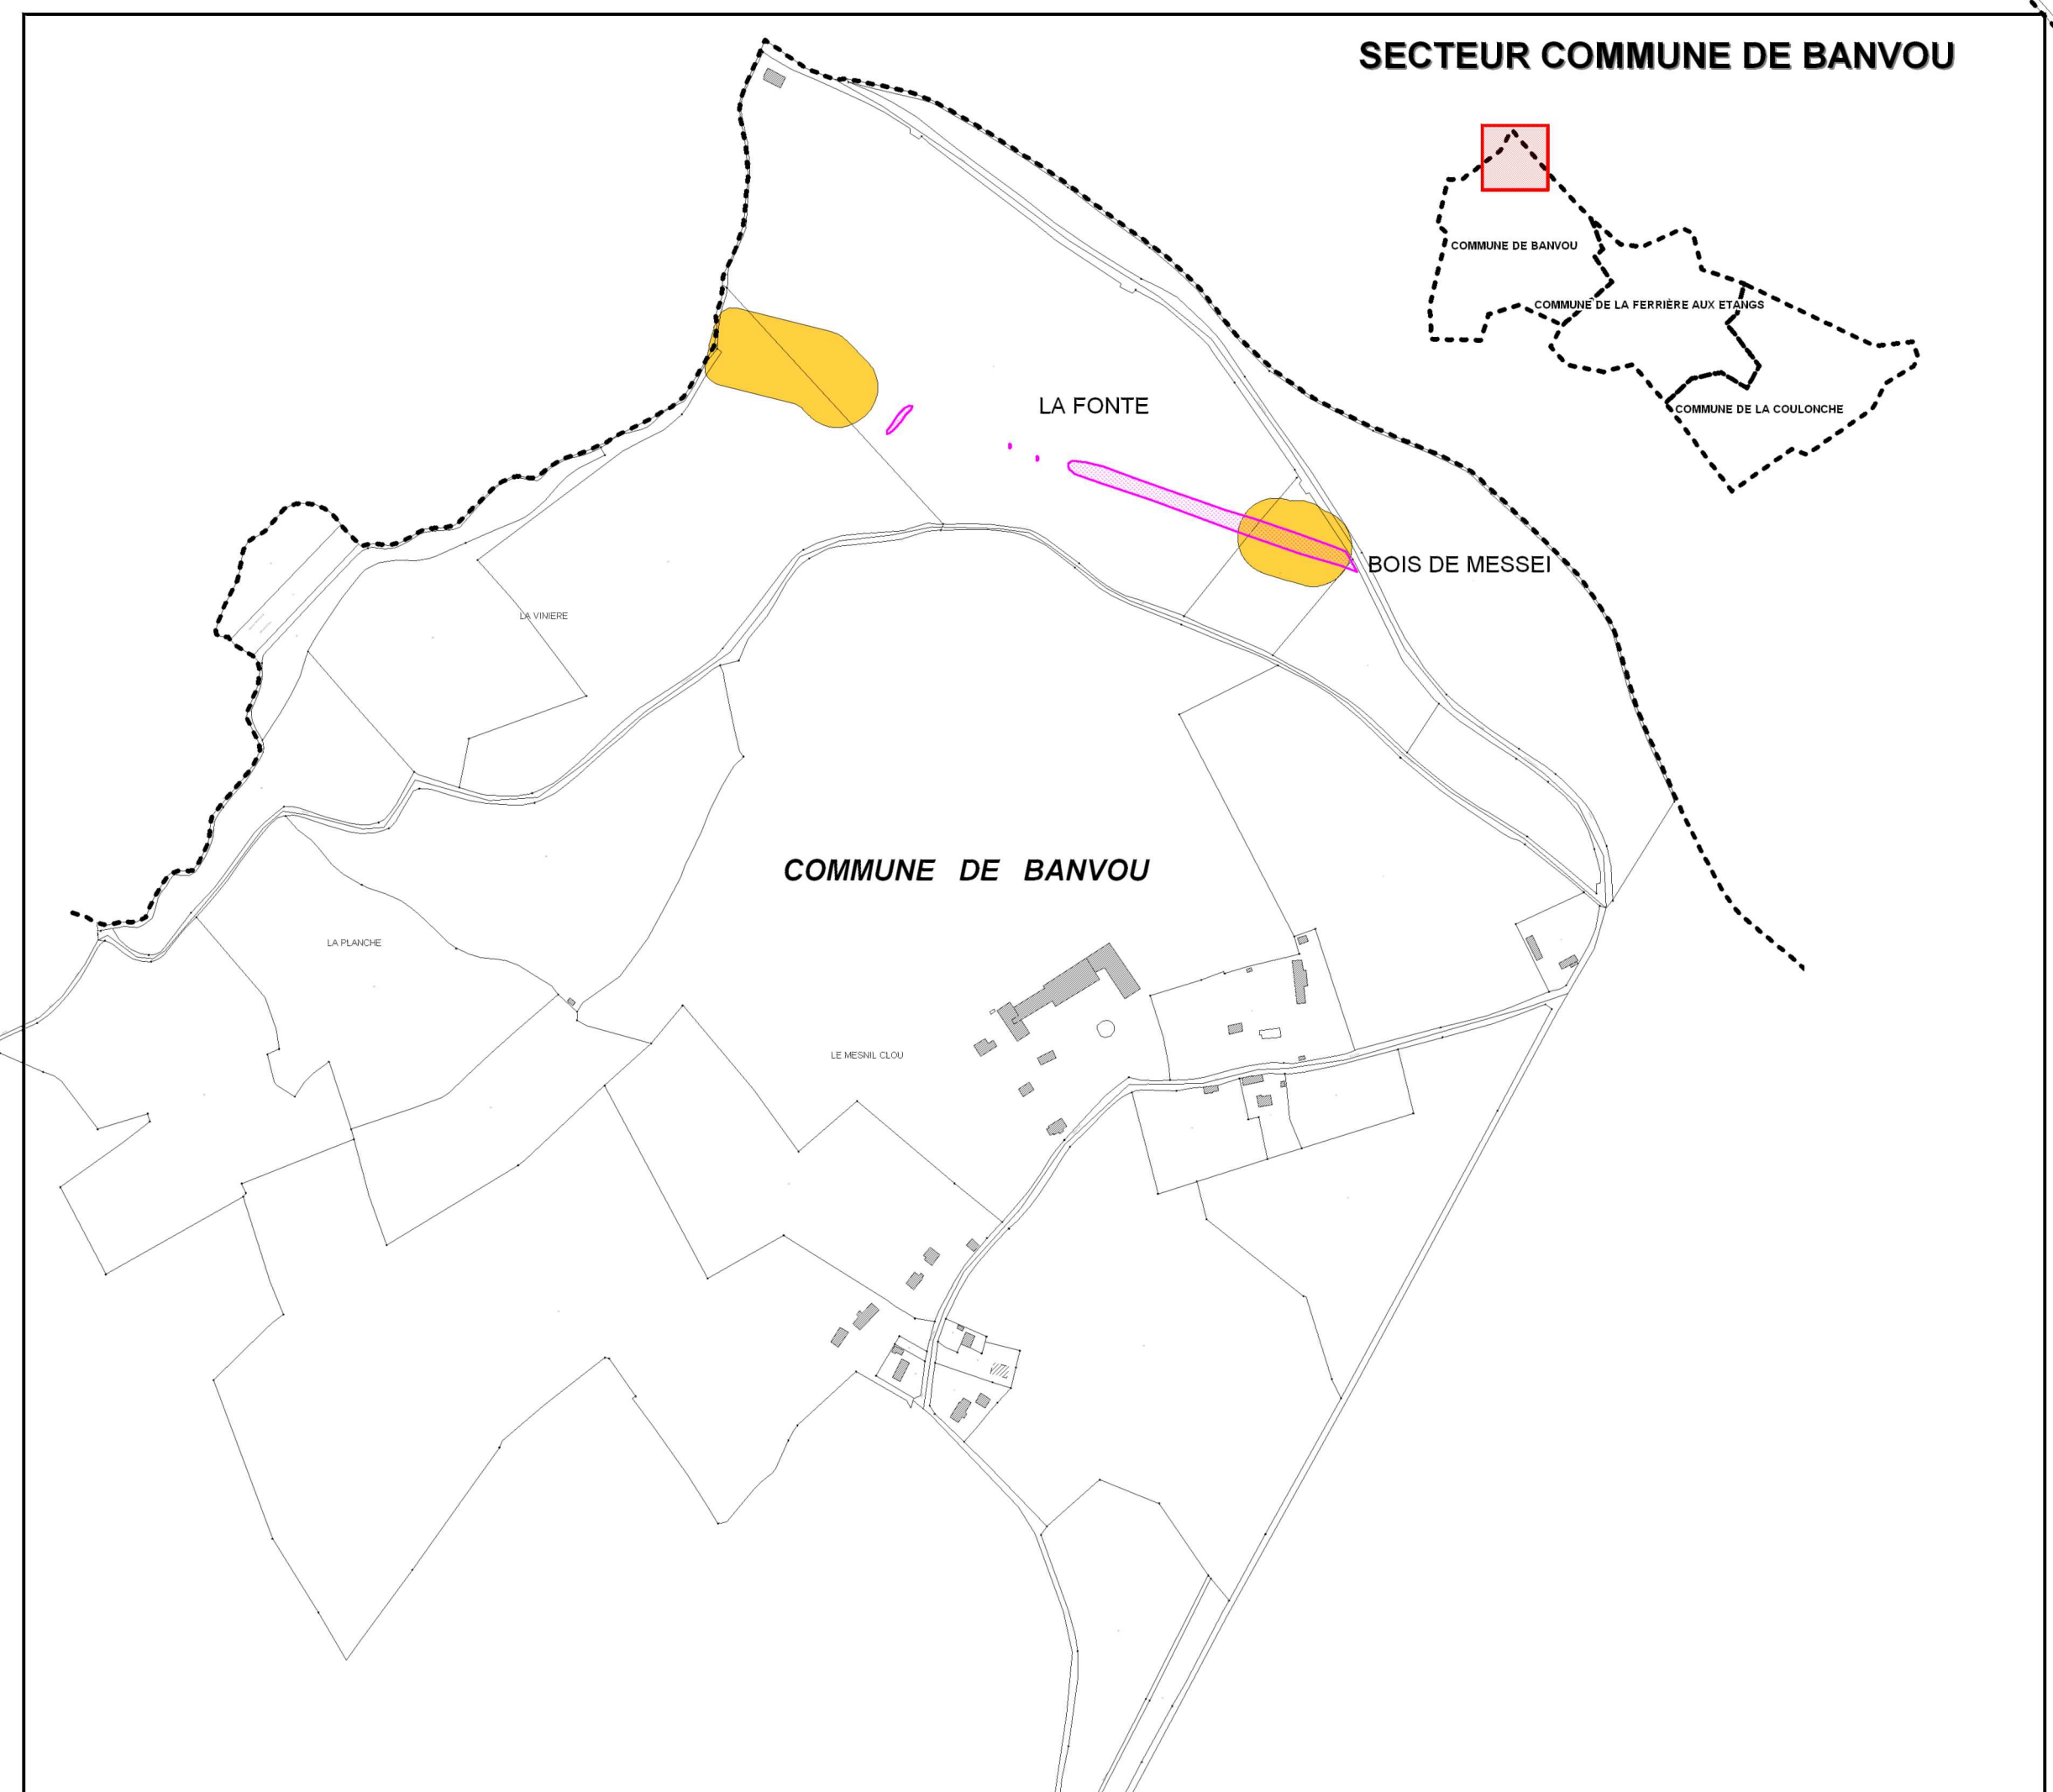 SECTEUR COMMUNE DE BANVOU
COMMUNE DE BANVOU
COMMUNE DE LA FERRIÈRE AUX ETANGS
COMMUNE DE LA COULONCHE
LA FONTE
BOIS DE MESSEI
LA VINIERE
COMMUNE DE BANVOU
LA PLANCHE
LE MESNIL CLOU